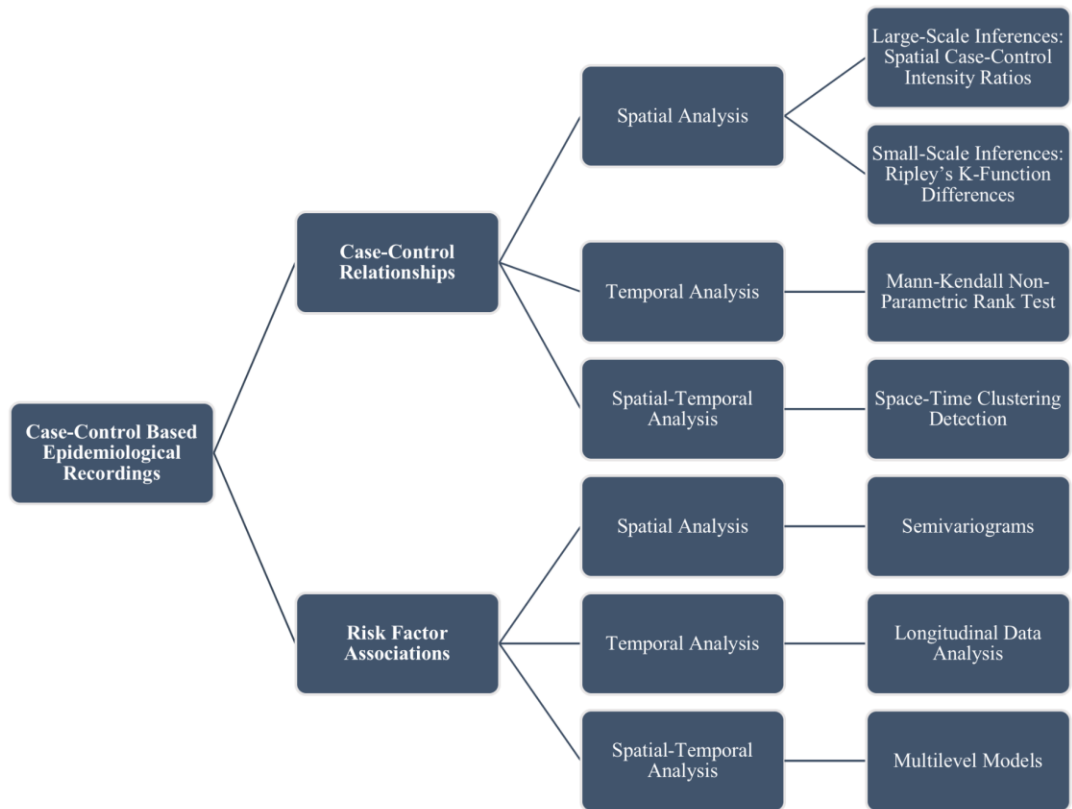 Case-Control Based
Epidemiological
Recordings
Case-Control
Relationships
Spatial Analysis
Large-Scale Inferences:
Spatial Case-Control
Intensity Ratios
Small-Scale Inferences:
Ripley's K-Function
Differences
Temporal Analysis
Mann-Kendall Non-
Parametric Rank Test
Spatial-Temporal
Analysis
Space-Time Clustering
Detection
Risk Factor
Associations
Spatial Analysis
Semivariograms
Temporal Analysis
Longitudinal Data
Analysis
Spatial-Temporal
Analysis
Multilevel Models